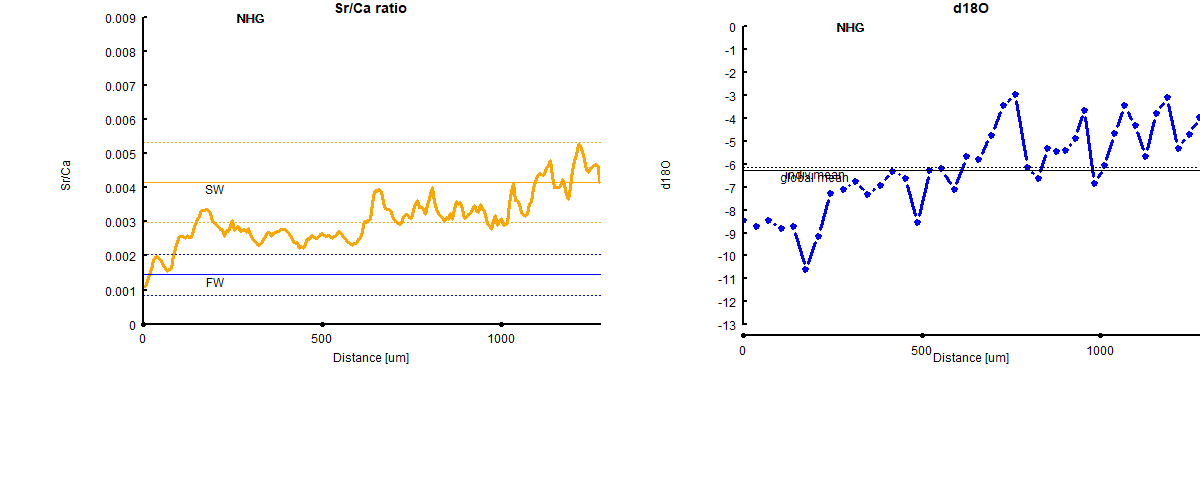 Sr/Ca ratio
NHG
0.009
0.008
0.007
0.006
0.005
0.004
0.003
0.002
0.001
0
Sr/Ca
SW
FW
0
500
1000
Distance [um]
d18O
NHG
0
-1
-2
-3
-4
-5
-6
-7
-8
-9
-10
-11
-12
-13
d18O
indiv mean
global mean
0
500
1000
Distance [um]